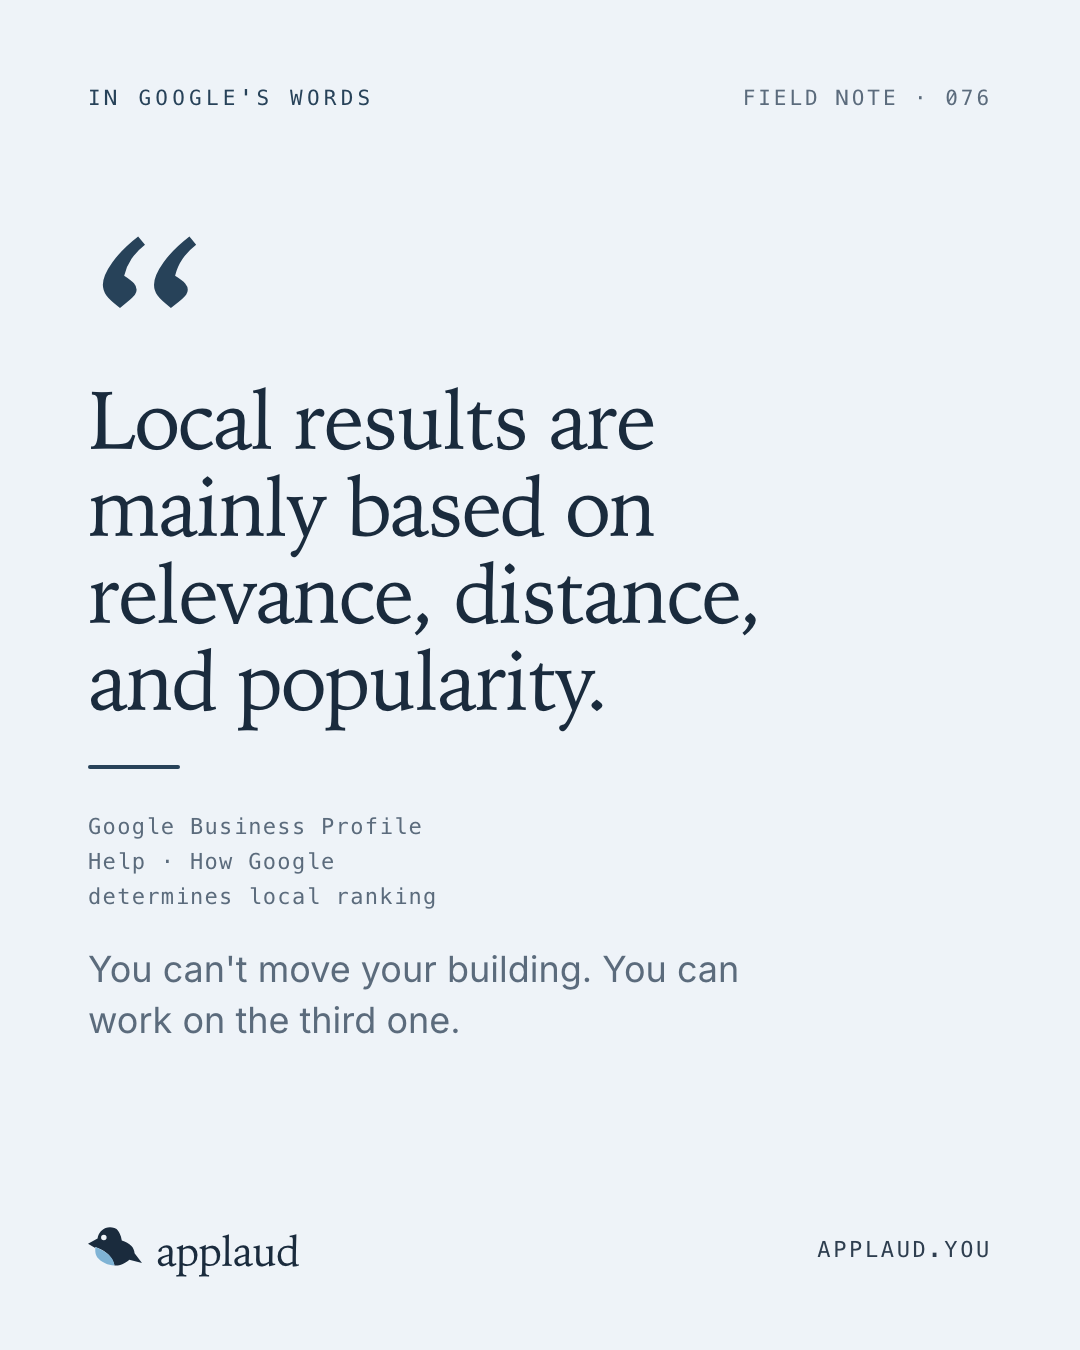 IN GOOGLE'S WORDS
FIELD NOTE · 076
“
Local results are
mainly based on
relevance, distance,
and popularity.
Google Business Profile
Help · How Google
determines local ranking
You can't move your building. You can
work on the third one.
applaud
APPLAUD.YOU